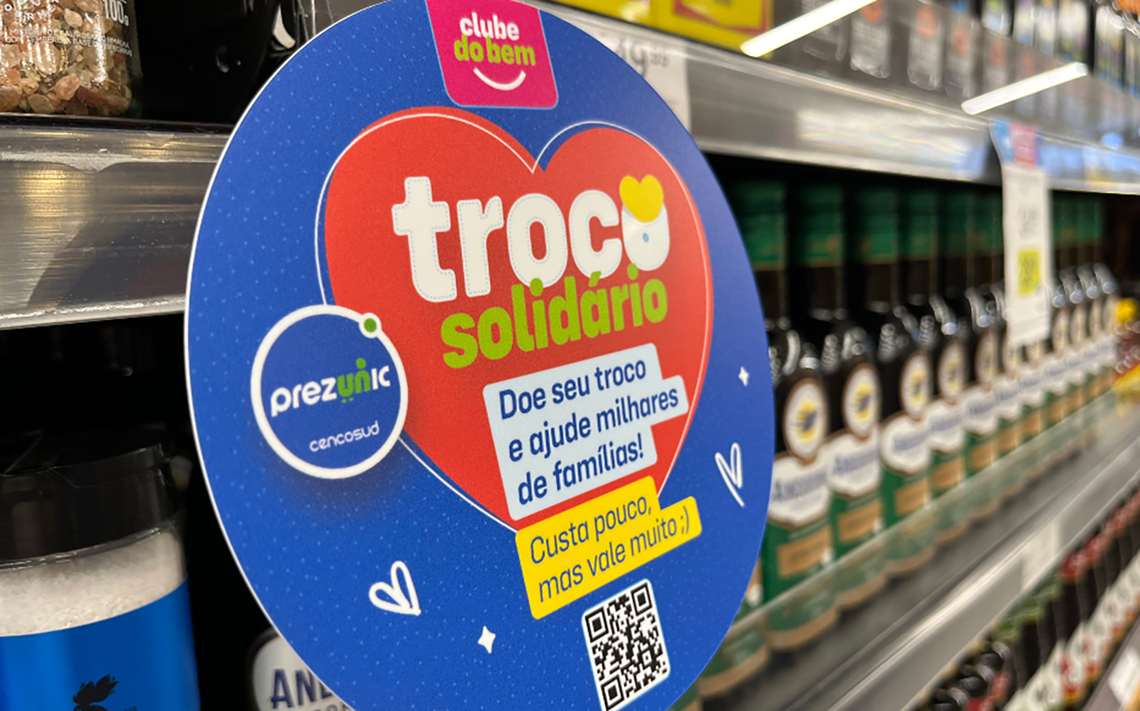 100g
clube
do bem
troco
solidário
prezunic
cencosud
Doe seu troco
e ajude milhares
de famílias!
Custa pouco,
mas vale muito ;)